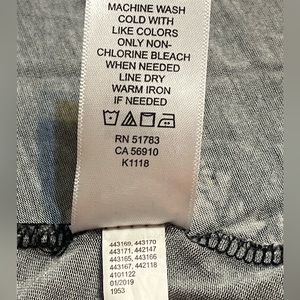 MACHINE WASH
COLD WITH
LIKE COLORS
ONLY NON-
CHLORINE BLEACH
WHEN NEEDED
LINE DRY
WARM IRON
IF NEEDED
RN 51783
CA 56910
K1118
443169, 443170
443171, 442147
443165, 443166
443167, 442118
4101122
01/2019
1953